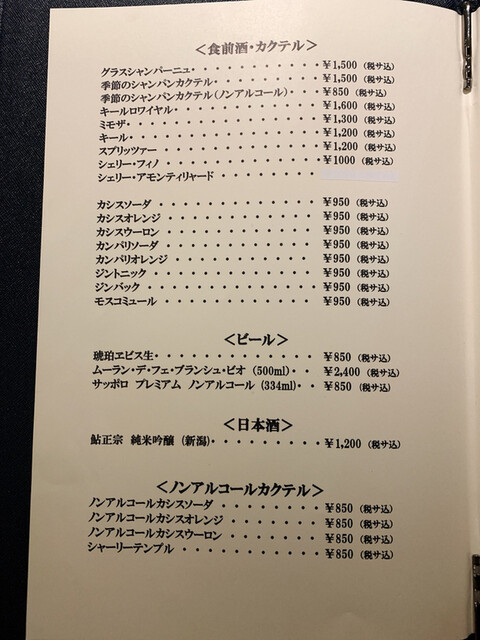 ＜食前酒・カクテル＞
グラスシャンパーニュ・・・・・・・・・・￥1,500（税サ込）
季節のシャンパンカクテル・・・・・・・・￥1,500（税サ込）
季節のシャンパンカクテル（ノンアルコール）・・￥850（税サ込）
キールロワイヤル・・・・・・・・・・・￥1,600（税サ込）
ミモザ・・・・・・・・・・・・・・・￥1,300（税サ込）
キール・・・・・・・・・・・・・・・￥1,200（税サ込）
スプリッツァー・・・・・・・・・・・・￥1,200（税サ込）
シェリー・フィノ・・・・・・・・・・・￥1000（税サ込）
シェリー・アモンティリャード・・・・・・・・
カシスソーダ・・・・・・・・・・・・￥950（税サ込）
カシスオレンジ・・・・・・・・・・・￥950（税サ込）
カシスウーロン・・・・・・・・・・・￥950（税サ込）
カンパリソーダ・・・・・・・・・・・￥950（税サ込）
カンパリオレンジ・・・・・・・・・・￥950（税サ込）
ジントニック・・・・・・・・・・・・￥950（税サ込）
ジンバック・・・・・・・・・・・・・￥950（税サ込）
モスコミュール・・・・・・・・・・・￥950（税サ込）
＜ビール＞
琥珀ヱビス生・・・・・・・・・・・・￥850（税サ込）
ムーラン・デ・フェ・ブランシュ・ビオ（500ml）・・￥2,400（税サ込）
サッポロ プレミアム ノンアルコール（334ml）・・￥850（税サ込）
＜日本酒＞
鮎正宗 純米吟醸（新潟）・・・・・・・・￥1,200（税サ込）
＜ノンアルコールカクテル＞
ノンアルコールカシスソーダ・・・・・・・・￥850（税サ込）
ノンアルコールカシスオレンジ・・・・・・・￥850（税サ込）
ノンアルコールカシスウーロン・・・・・・・￥850（税サ込）
シャーリーテンプル・・・・・・・・・・・￥850（税サ込）